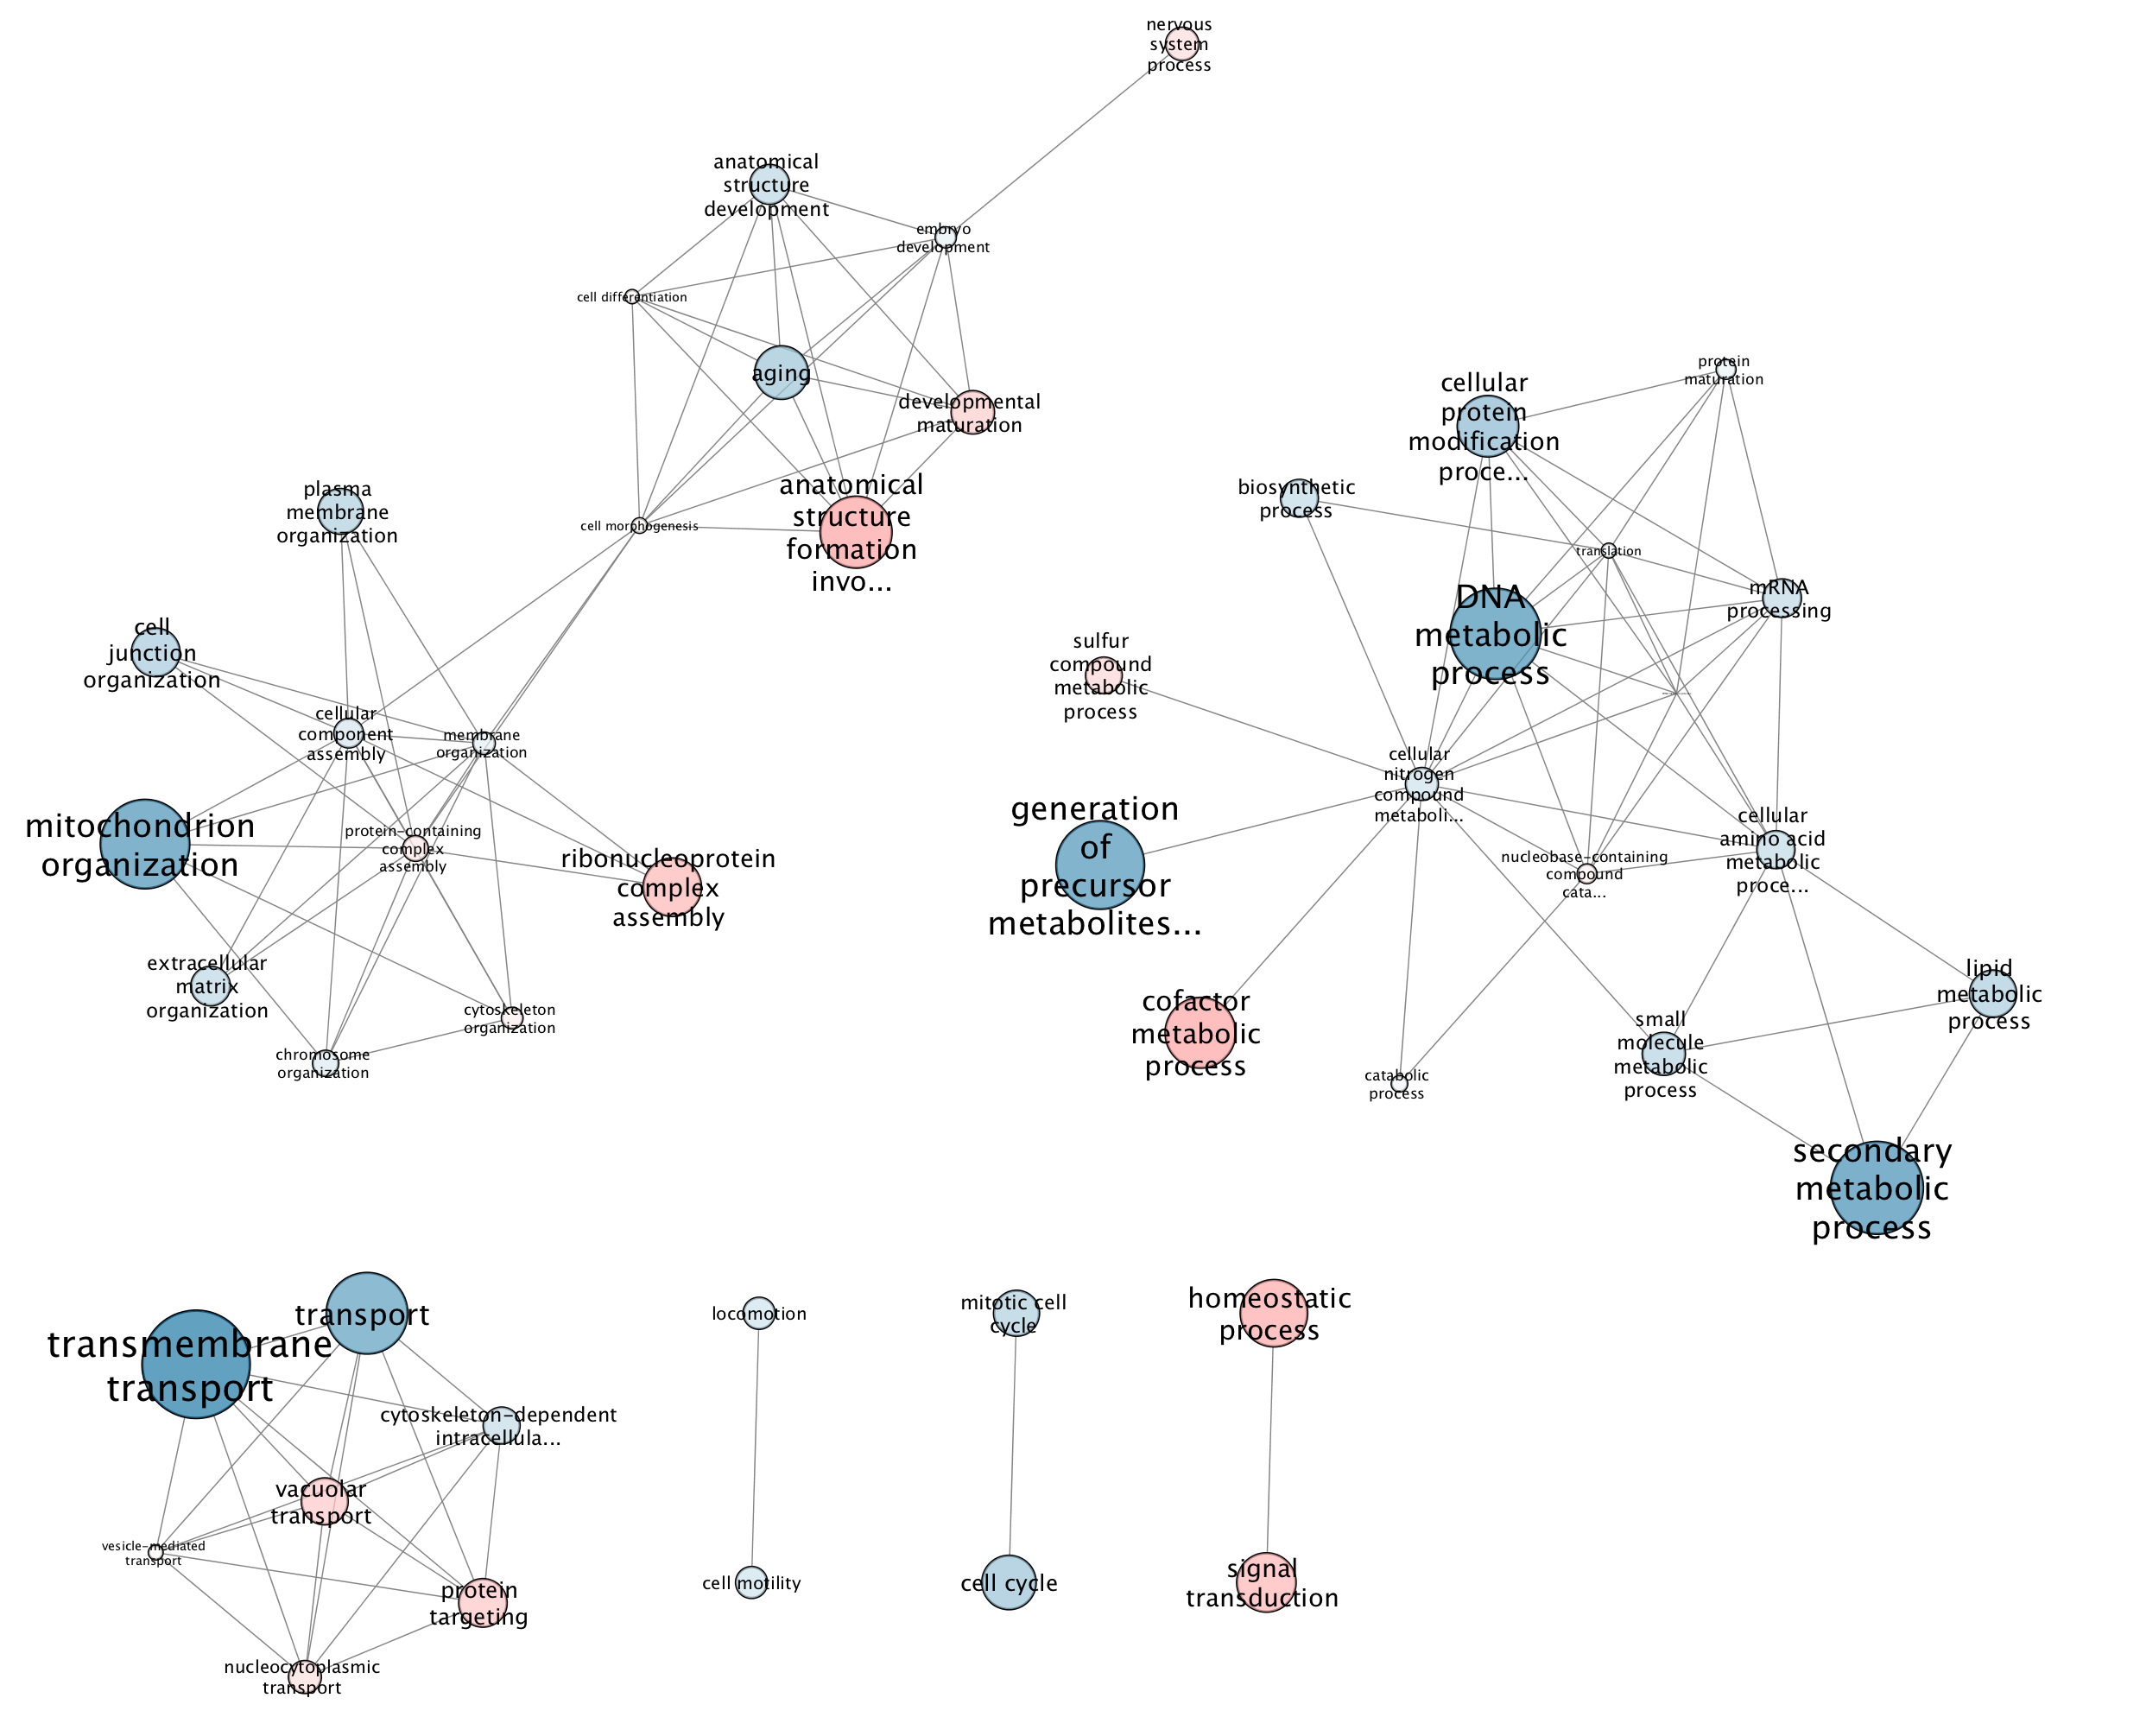 nervous
system
process
anatomical
structure
development
embryo
development
cell differentiation
aging
developmental
maturation
anatomical
structure
formation
invo...
cell morphogenesis
plasma
membrane
organization
cell
junction
organization
cellular
component
assembly
membrane
organization
mitochondrion
organization
protein-containing
complex
assembly
ribonucleoprotein
complex
assembly
extracellular
matrix
organization
cytoskeleton
organization
chromosome
organization
protein
maturation
cellular
protein
modification
proce...
biosynthetic
process
translation
DNA
metabolic
process
mRNA
processing
sulfur
compound
metabolic
process
cellular
nitrogen
compound
metaboli...
generation
of
precursor
metabolites...
nucleobase-containing
compound
cata...
cellular
amino acid
metabolic
proce...
cofactor
metabolic
process
catabolic
process
small
molecule
metabolic
process
lipid
metabolic
process
secondary
metabolic
process
transport
transmembrane
transport
cytoskeleton-dependent
intracellula...
vacuolar
transport
vesicle-mediated
transport
protein
targeting
nucleocytoplasmic
transport
locomotion
cell motility
mitotic cell
cycle
cell cycle
homeostatic
process
signal
transduction